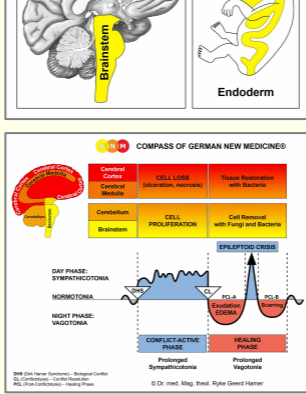 Brainstem
Endoderm
GNM
COMPASS OF GERMAN NEW MEDICINE®
Cerebral Cortex
Cerebral Medulla
Cerebellum
Brainstem
Cerebral
Cortex
CELL LOSS
(ulceration, necrosis)
Tissue Restoration
with Bacteria
Cerebral
Medulla
Cerebellum
CELL
PROLIFERATION
Cell Removal
with Fungi and Bacteria
Brainstem
EPILEPTOID CRISIS
DAY PHASE:
SYMPATHICOTONIA
DHS
CL
NORMOTONIA
PCL-A
PCL-B
Exudation
EDEMA
Scarring
NIGHT PHASE:
VAGOTONIA
CONFLICT-ACTIVE
PHASE
HEALING
PHASE
Prolonged
Sympathicotonia
Prolonged
Vagotonia
DHS (Dirk Hamer Syndrome) – Biological Conflict
CL (Conflictolysis) – Conflict Resolution
PCL (Post-Conflictolysis) – Healing Phase
© Dr. med. Mag. theol. Ryke Geerd Hamer